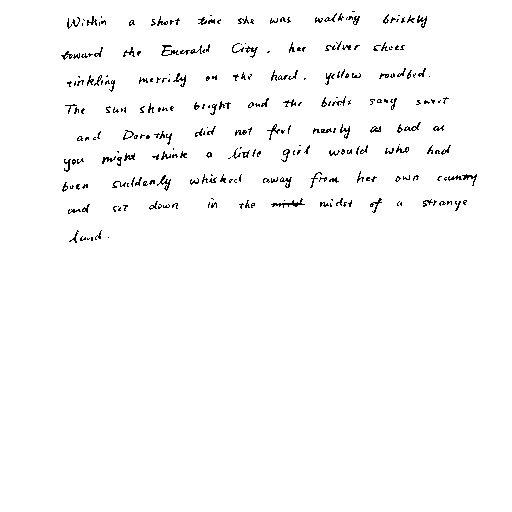 Within a short time she was walking briskly
toward the Emerald City, her silver shoes
tinkling merrily on the hard, yellow roadbed.
The sun shone bright and the birds sang sweet
and Dorothy did not feel nearly as bad as
you might think a little girl would who had
been suddenly whisked away from her own country
and set down in the midst of a strange
land.